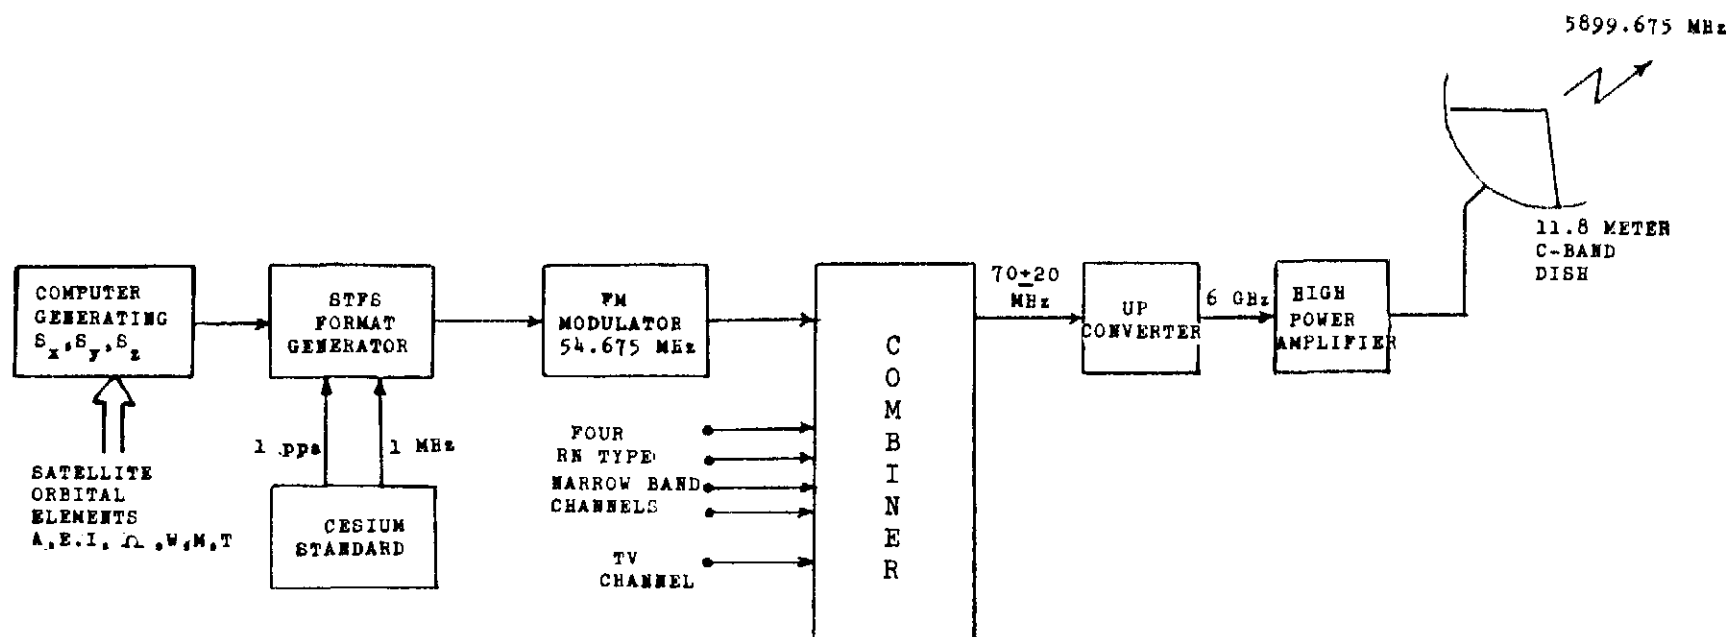 5899.675 MHz
11.8 METER
C-BAND
DISH
COMPUTER
GENERATING
Sx,Sy,Sz
STFS
FORMAT
GENERATOR
FM
MODULATOR
54.675 MHz
COMBINER
70±20
MHz
UP
CONVERTER
6 GHz
HIGH
POWER
AMPLIFIER
1 pps
1 MHz
SATELLITE
ORBITAL
ELEMENTS
A,E.I, Ω ,W,M,T
CESIUM
STANDARD
FOUR
RN TYPE
NARROW BAND
CHANNELS
TV
CHANNEL